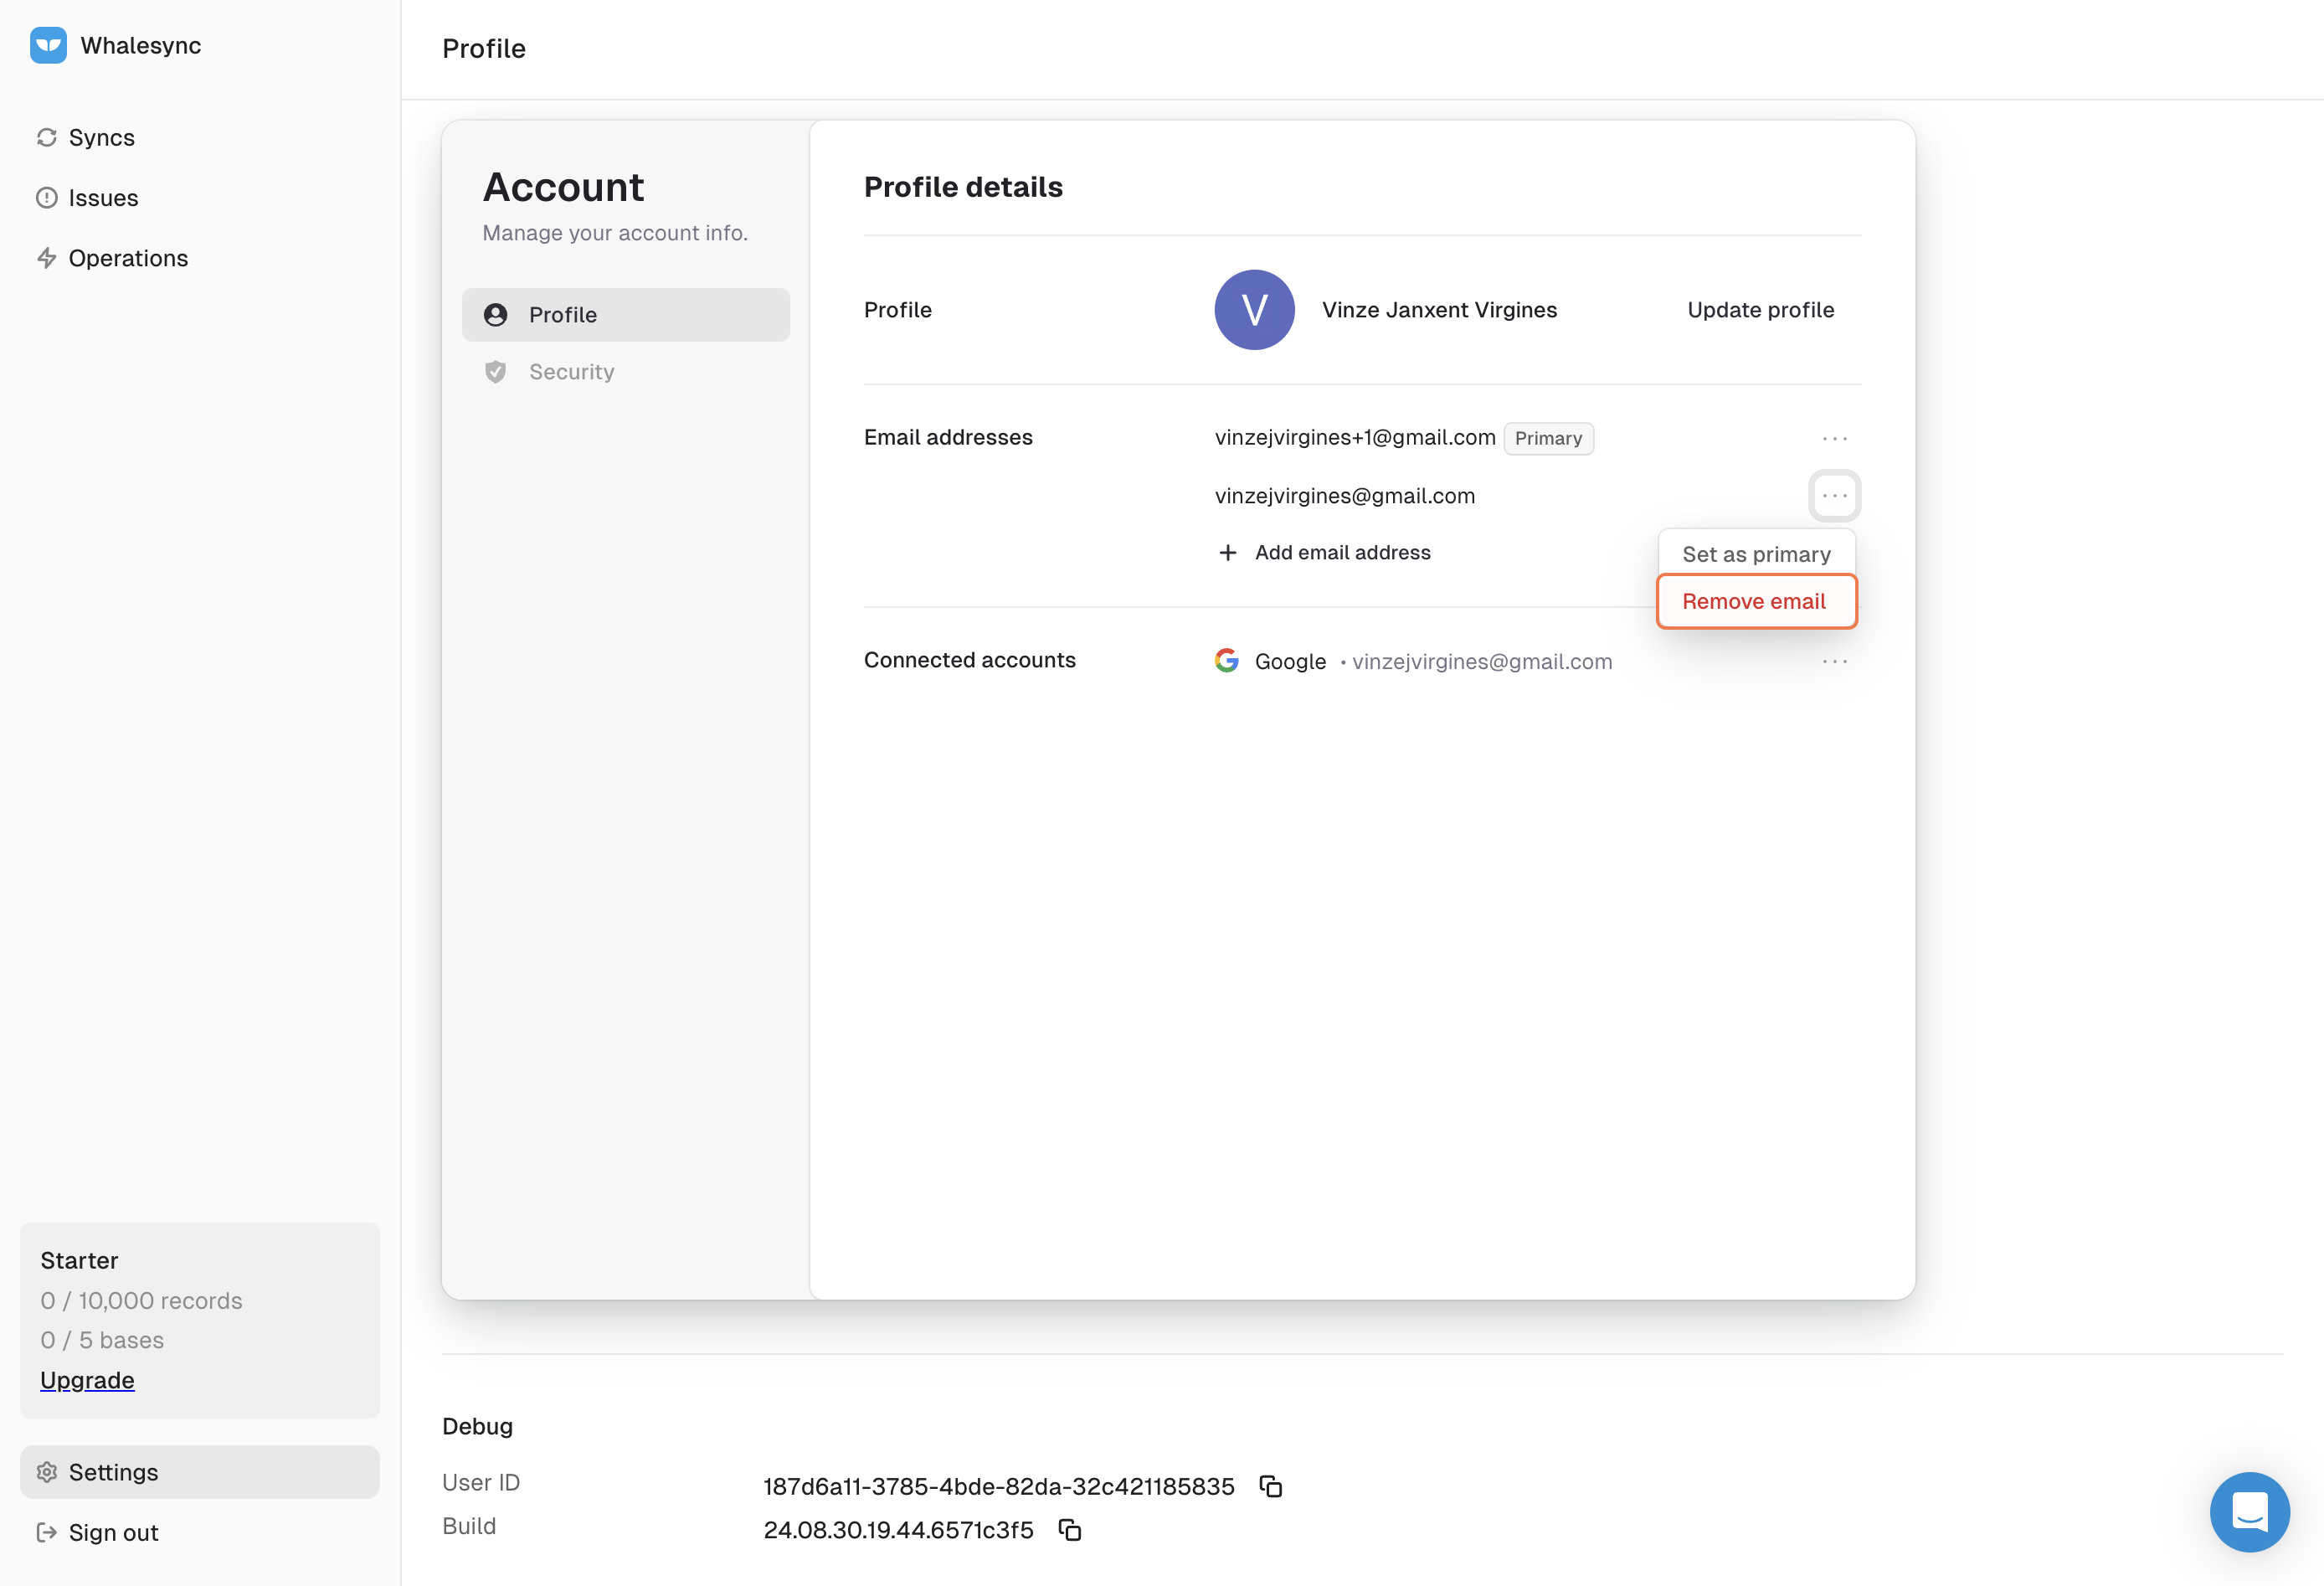 Whalesync
Syncs
Issues
Operations
Starter
0 / 10,000 records
0 / 5 bases
Upgrade
Settings
Sign out
Profile
Account
Manage your account info.
Profile
Security
Profile details
Profile
V
Vinze Janxent Virgines
Update profile
Email addresses
vinzejvirgines+1@gmail.com Primary
vinzejvirgines@gmail.com
+ Add email address
Set as primary
Remove email
Connected accounts
Google • vinzejvirgines@gmail.com
Debug
User ID
187d6a11-3785-4bde-82da-32c421185835
Build
24.08.30.19.44.6571c3f5